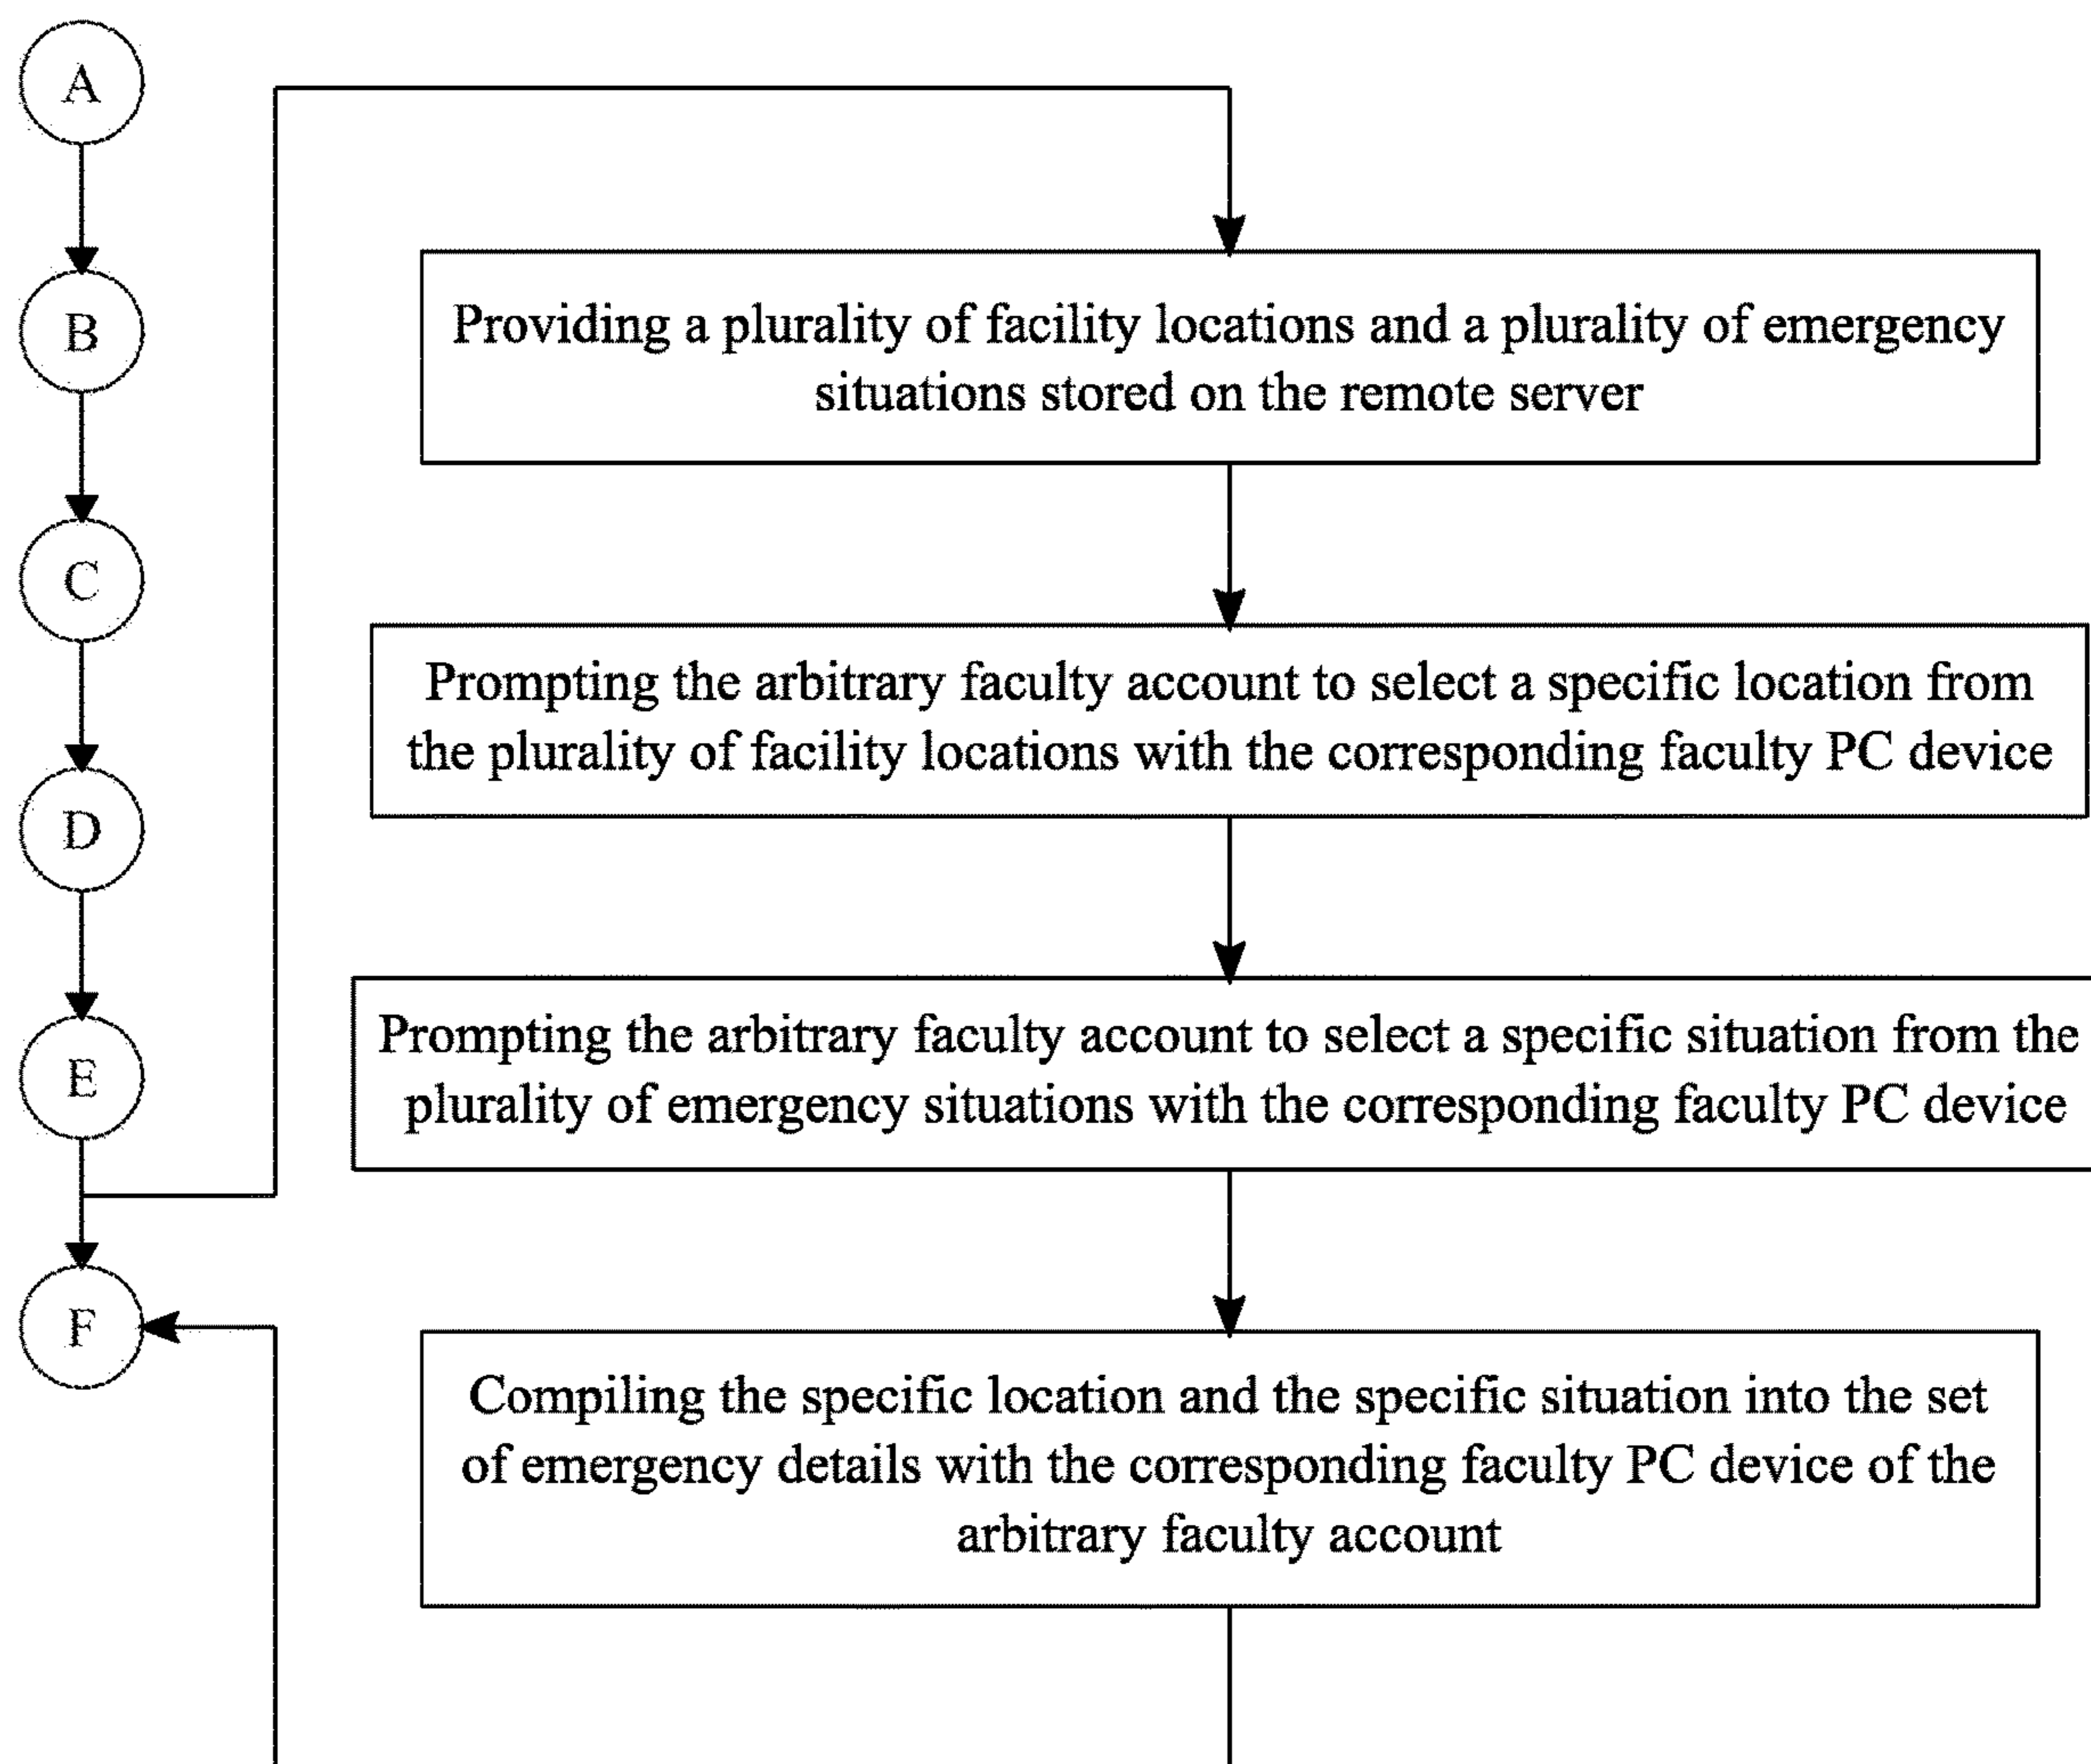 A
B
C
D
E
F
Providing a plurality of facility locations and a plurality of emergency
situations stored on the remote server
Prompting the arbitrary faculty account to select a specific location from
the plurality of facility locations with the corresponding faculty PC device
Prompting the arbitrary faculty account to select a specific situation from the
plurality of emergency situations with the corresponding faculty PC device
Compiling the specific location and the specific situation into the set
of emergency details with the corresponding faculty PC device of the
arbitrary faculty account